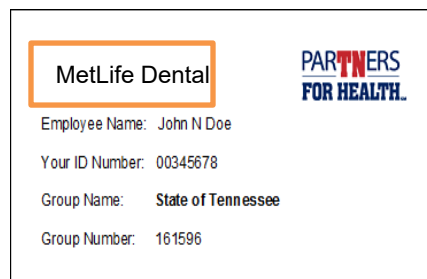 MetLife Dental
PARTNERS
FOR HEALTH
Employee Name: John N Doe
Your ID Number: 00345678
Group Name: State of Tennessee
Group Number: 161596